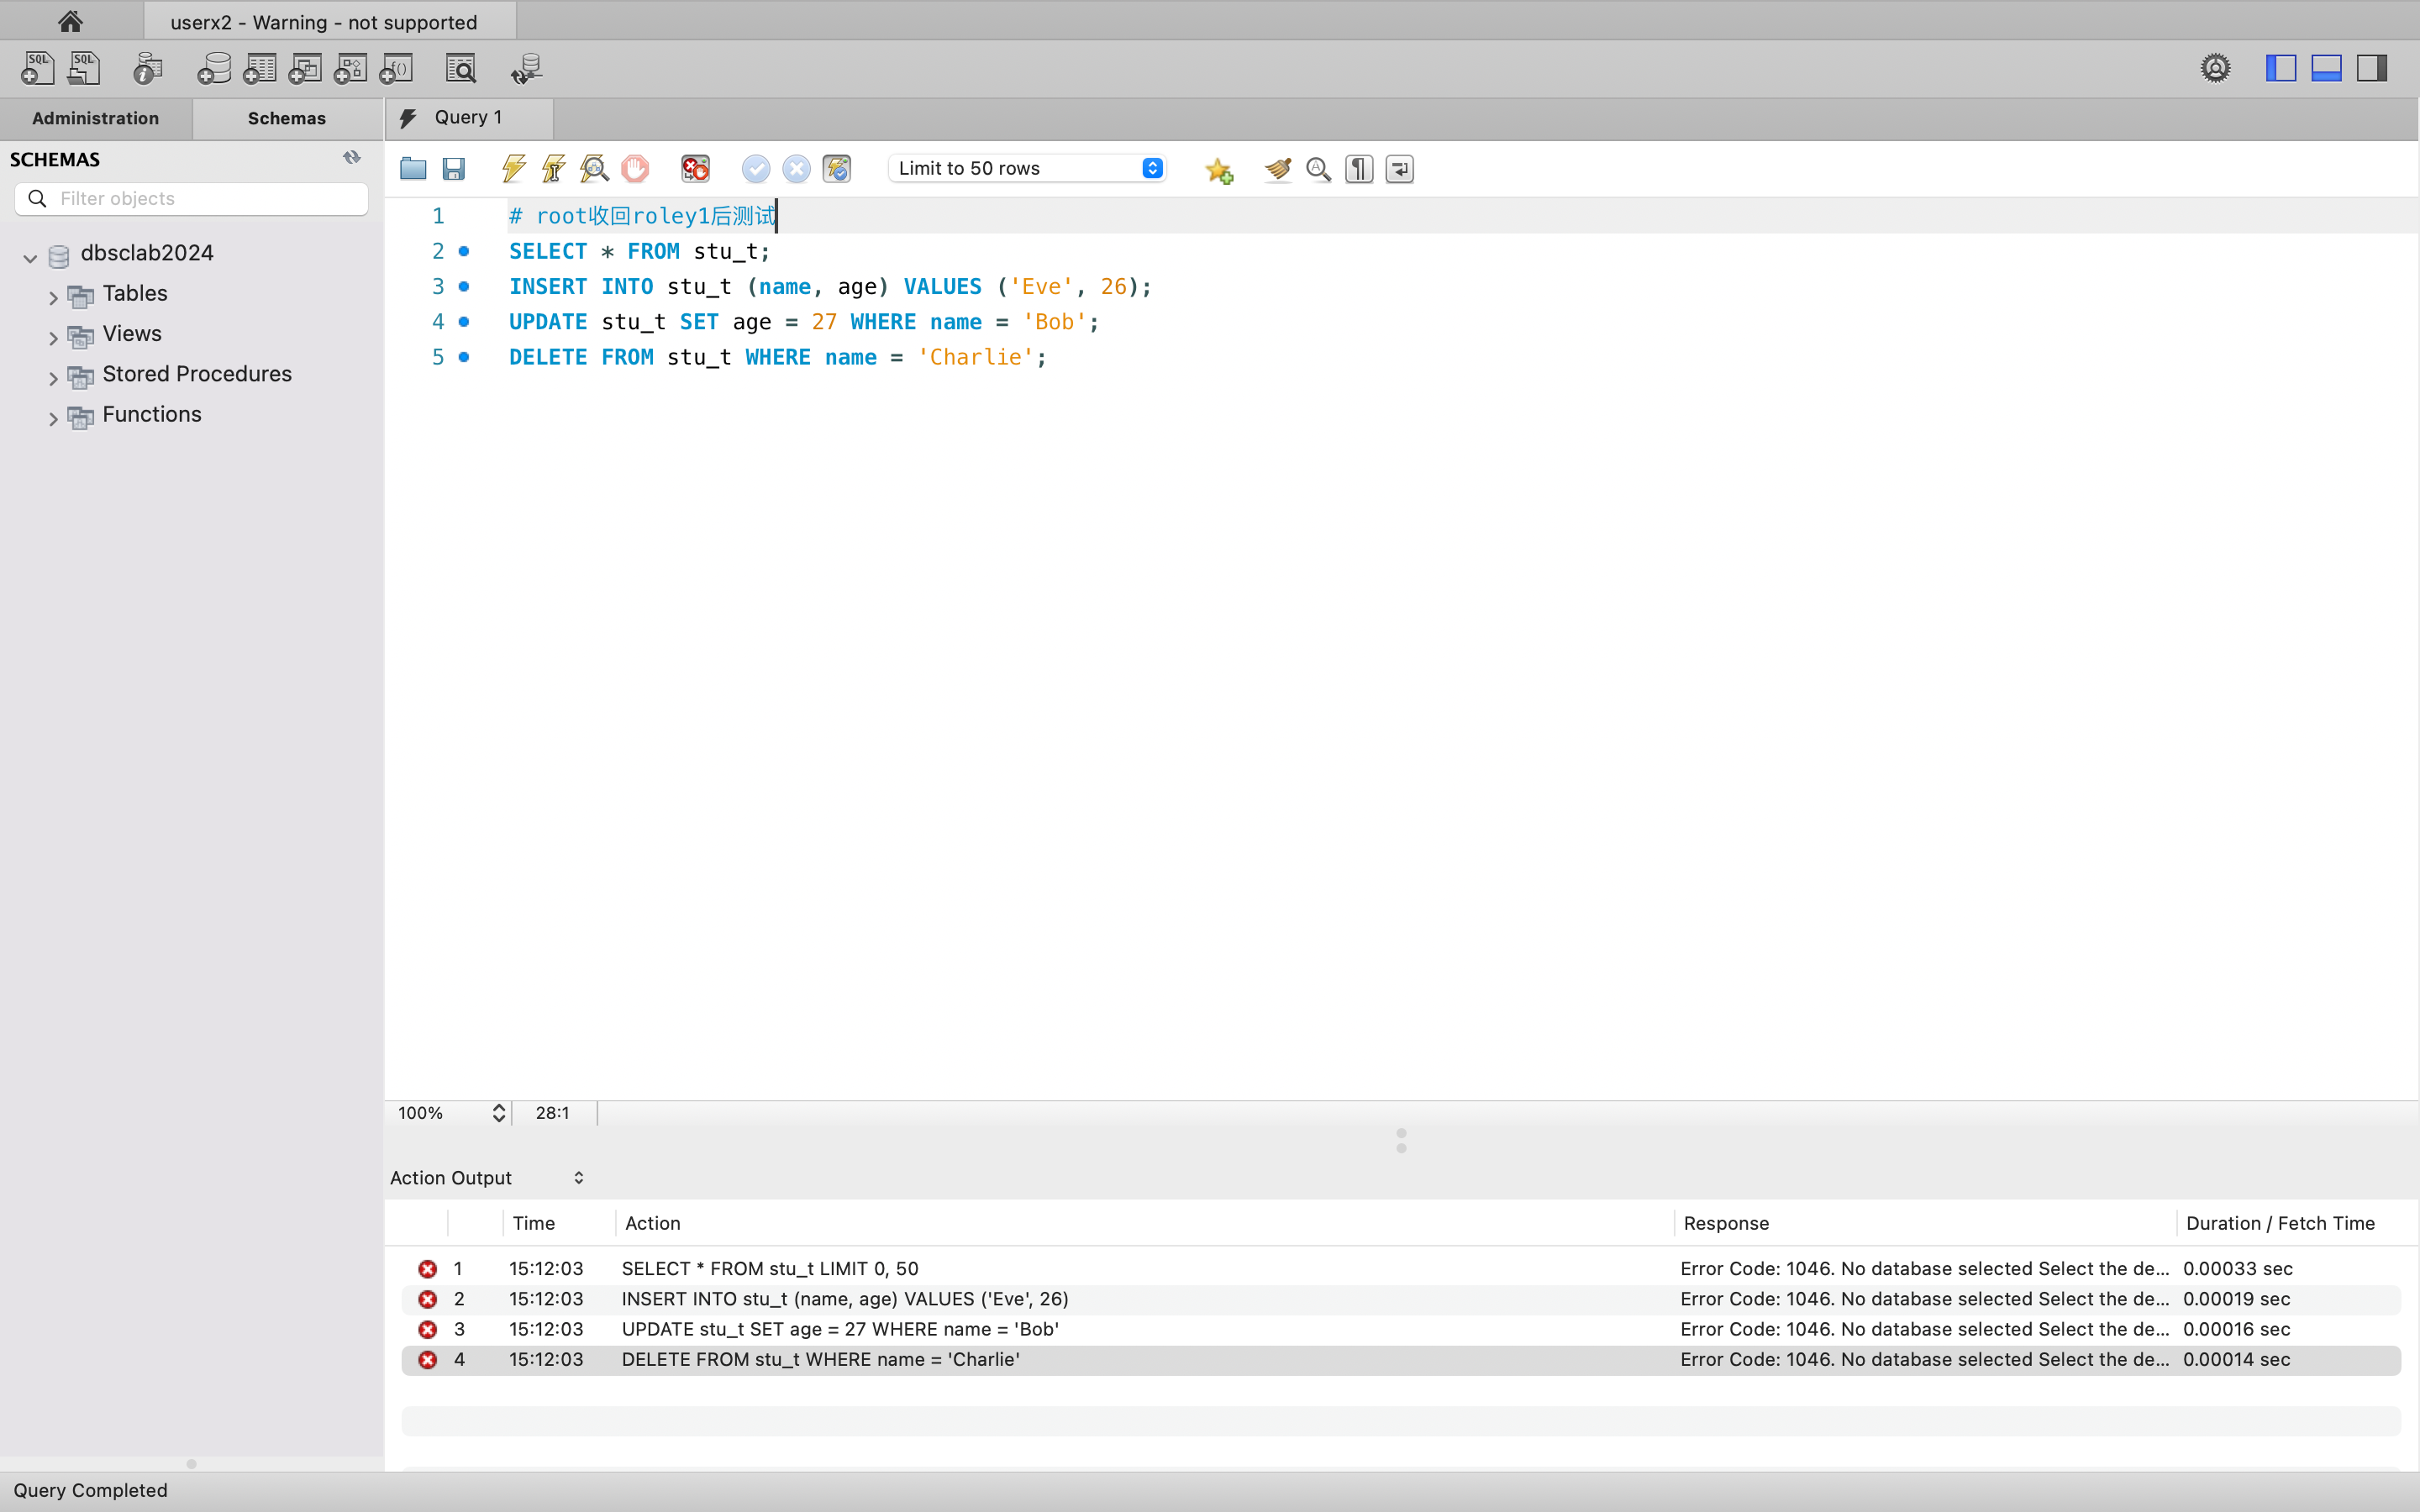 userx2 - Warning - not supported
SQL SQL
Administration Schemas Query 1
SCHEMAS
Limit to 50 rows
Filter objects
dbsclab2024
Tables
Views
Stored Procedures
Functions
1 # root收回roley1后测试
2 SELECT * FROM stu_t;
3 INSERT INTO stu_t (name, age) VALUES ('Eve', 26);
4 UPDATE stu_t SET age = 27 WHERE name = 'Bob';
5 DELETE FROM stu_t WHERE name = 'Charlie';
100% 28:1
Action Output
Time Action Response Duration / Fetch Time
1 15:12:03 SELECT * FROM stu_t LIMIT 0, 50 Error Code: 1046. No database selected Select the de... 0.00033 sec
2 15:12:03 INSERT INTO stu_t (name, age) VALUES ('Eve', 26) Error Code: 1046. No database selected Select the de... 0.00019 sec
3 15:12:03 UPDATE stu_t SET age = 27 WHERE name = 'Bob' Error Code: 1046. No database selected Select the de... 0.00016 sec
4 15:12:03 DELETE FROM stu_t WHERE name = 'Charlie' Error Code: 1046. No database selected Select the de... 0.00014 sec
Query Completed